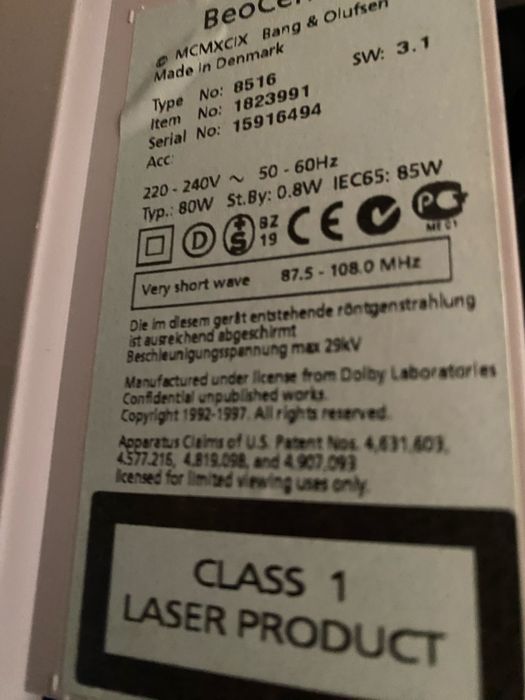 © MCMXCIX Bang & Olufsen
Made in Denmark
SW: 3.1
Type No: 8516
Item No: 1823991
Serial No: 15916494
Acc:
220 - 240V ~ 50 - 60Hz
Typ.: 80W St.By: 0.8W IEC65: 85W
D
S
BZ
19
CE
PC
ME 01
Very short wave 87.5 - 108.0 MHz
Die im diesem gerät entstehende röntgenstrahlung
ist ausreichend abgeschirmt
Beschleunigungsspannung max 29kV
Manufactured under license from Dolby Laboratories
Confidential unpublished works.
Copyright 1992-1997. All rights reserved.
Apparatus Claims of U.S. Patent Nos. 4,631,603,
4,577,216, 4,819,098, and 4,907,093
licensed for limited viewing uses only.
CLASS 1
LASER PRODUCT